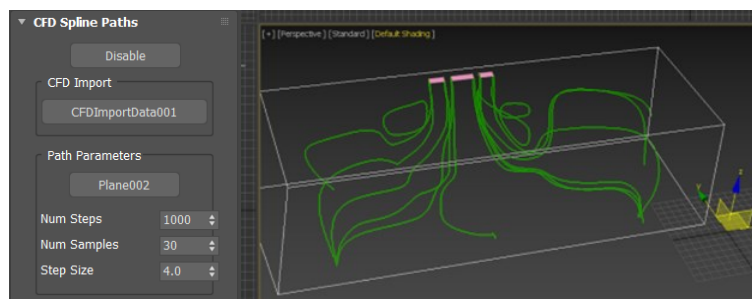 CFD Spline Paths
Disable
CFD Import
CFDImportData001
Path Parameters
Plane002
Num Steps 1000
Num Samples 30
Step Size 4.0
[+] [Perspective] [Standard] [Default Shading]
z
y